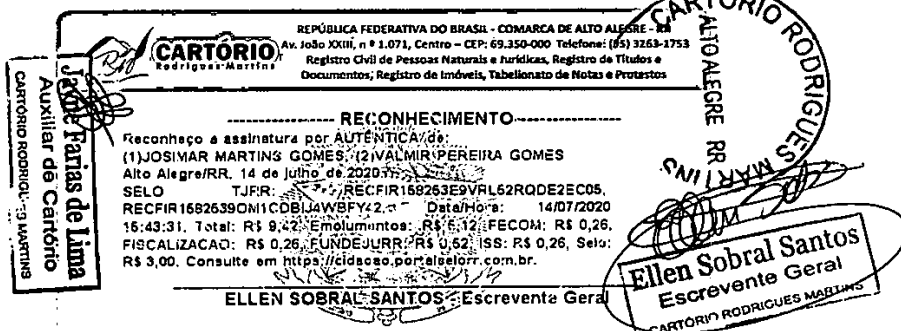 REPÚBLICA FEDERATIVA DO BRASIL - COMARCA DE ALTO ALEGRE - RR
CARTÓRIO
Rodrigues Martins
Av. João XXIII, n º 1.071, Centro – CEP: 69.350-000 Telefone: (95) 3263-1753
Registro Civil de Pessoas Naturais e Jurídicas, Registro de Títulos e
Documentos, Registro de Imóveis, Tabelionato de Notas e Protestos
CARTÓRIO RODRIGUES MARTINS
ALTO ALEGRE RR
Jayne Farias de Lima
Auxiliar de Cartório
CARTÓRIO RODRIGUES MARTINS
RECONHECIMENTO
Reconheço a assinatura por AUTÊNTICA de:
(1)JOSIMAR MARTINS GOMES, (2)VALMIR PEREIRA GOMES
Alto Alegre/RR, 14 de julho de 2020.
SELO TJRR: RECFIR158263E9VRL52RQDE2EC05,
Data/Hora: 14/07/2020
15:43:31, Total: R$ 9,42, Emolumentos: R$ 5,12, FECOM: R$ 0,26,
FISCALIZACAO: R$ 0,26, FUNDEJURR: R$ 0,52, ISS: R$ 0,26, Selo:
R$ 3,00. Consulte em https://cidadao.portalselorr.com.br.
ELLEN SOBRAL SANTOS - Escrevente Geral
Ellen Sobral Santos
Escrevente Geral
CARTÓRIO RODRIGUES MARTINS